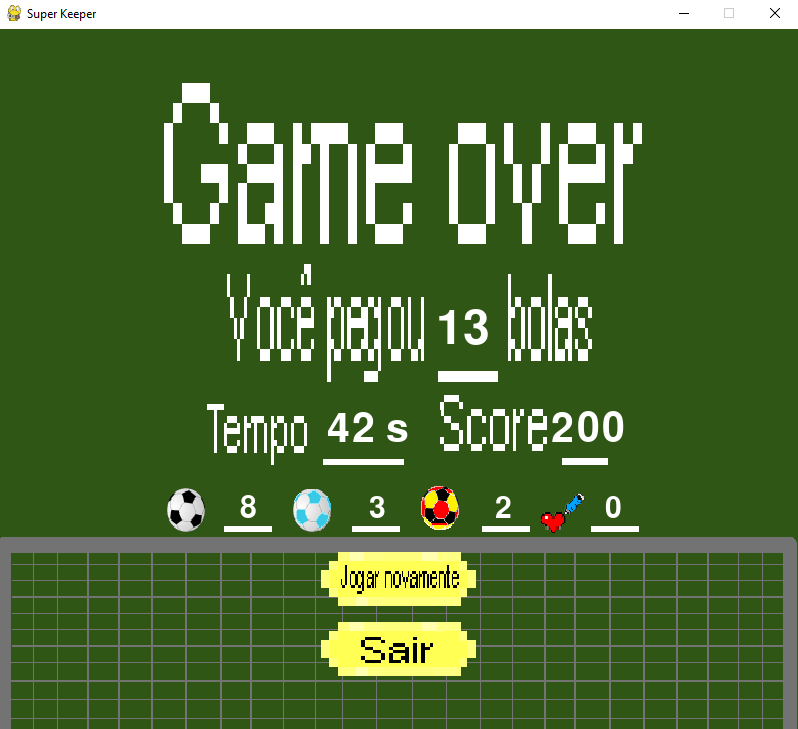 Super Keeper
Game over
Você pegou 13 bolas
Tempo 42 s Score 200
8 3 2 0
Jogar novamente
Sair